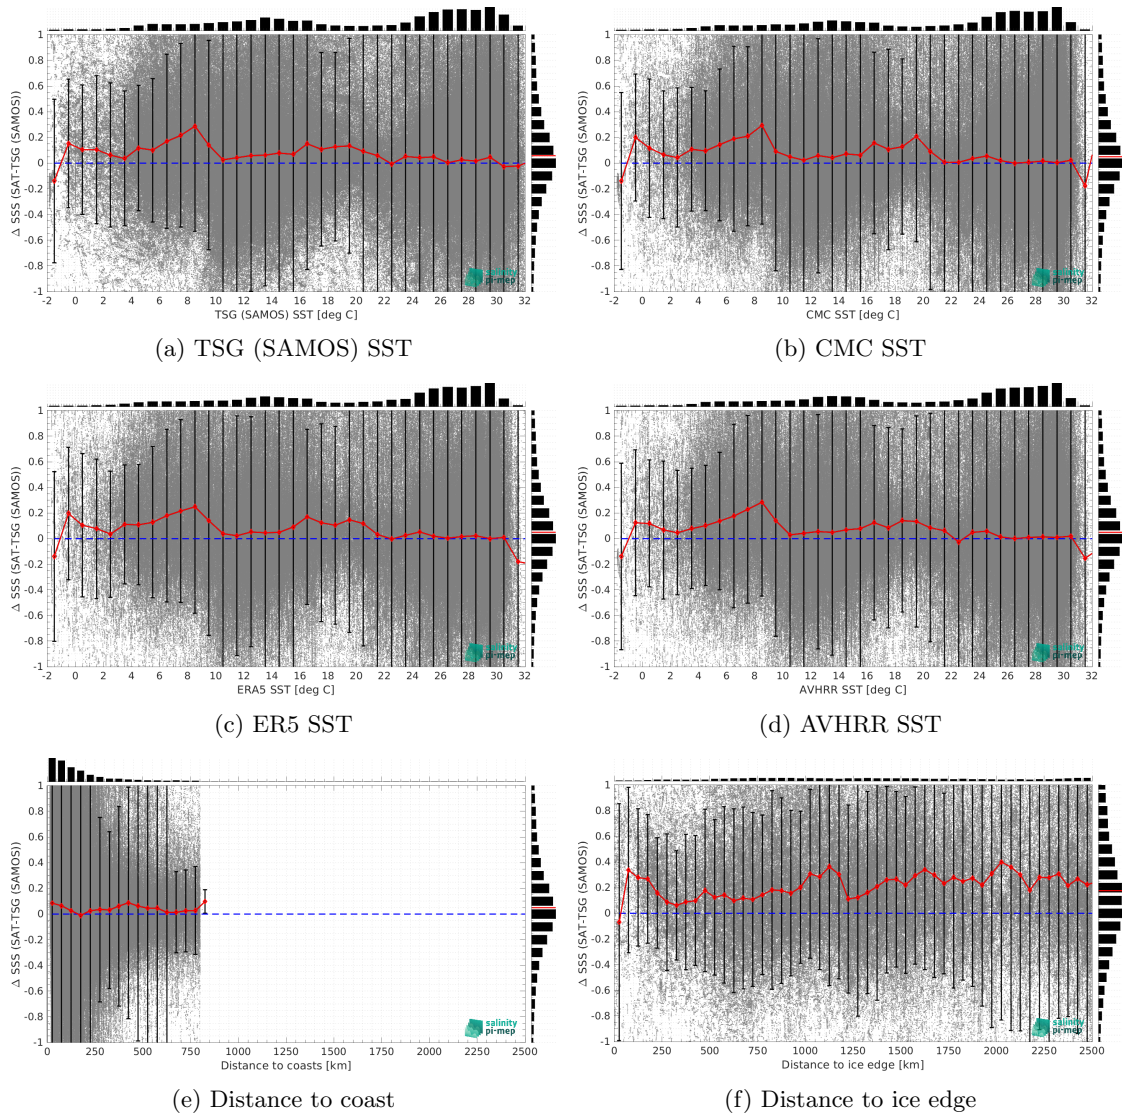 1
0.8
0.6
0.4
0.2
0
-0.2
-0.4
-0.6
-0.8
-1
Δ SSS (SAT-TSG (SAMOS))
salinity
pi-mep
-2 0 2 4 6 8 10 12 14 16 18 20 22 24 26 28 30 32
TSG (SAMOS) SST [deg C]
(a) TSG (SAMOS) SST
1
0.8
0.6
0.4
0.2
0
-0.2
-0.4
-0.6
-0.8
-1
Δ SSS (SAT-TSG (SAMOS))
salinity
pi-mep
-2 0 2 4 6 8 10 12 14 16 18 20 22 24 26 28 30 32
CMC SST [deg C]
(b) CMC SST
1
0.8
0.6
0.4
0.2
0
-0.2
-0.4
-0.6
-0.8
-1
Δ SSS (SAT-TSG (SAMOS))
salinity
pi-mep
-2 0 2 4 6 8 10 12 14 16 18 20 22 24 26 28 30 32
ERA5 SST [deg C]
(c) ER5 SST
1
0.8
0.6
0.4
0.2
0
-0.2
-0.4
-0.6
-0.8
-1
Δ SSS (SAT-TSG (SAMOS))
salinity
pi-mep
-2 0 2 4 6 8 10 12 14 16 18 20 22 24 26 28 30 32
AVHRR SST [deg C]
(d) AVHRR SST
1
0.8
0.6
0.4
0.2
0
-0.2
-0.4
-0.6
-0.8
-1
Δ SSS (SAT-TSG (SAMOS))
salinity
pi-mep
0 250 500 750 1000 1250 1500 1750 2000 2250 2500
Distance to coasts [km]
(e) Distance to coast
1
0.8
0.6
0.4
0.2
0
-0.2
-0.4
-0.6
-0.8
-1
Δ SSS (SAT-TSG (SAMOS))
salinity
pi-mep
0 250 500 750 1000 1250 1500 1750 2000 2250 2500
Distance to ice edge [km]
(f) Distance to ice edge